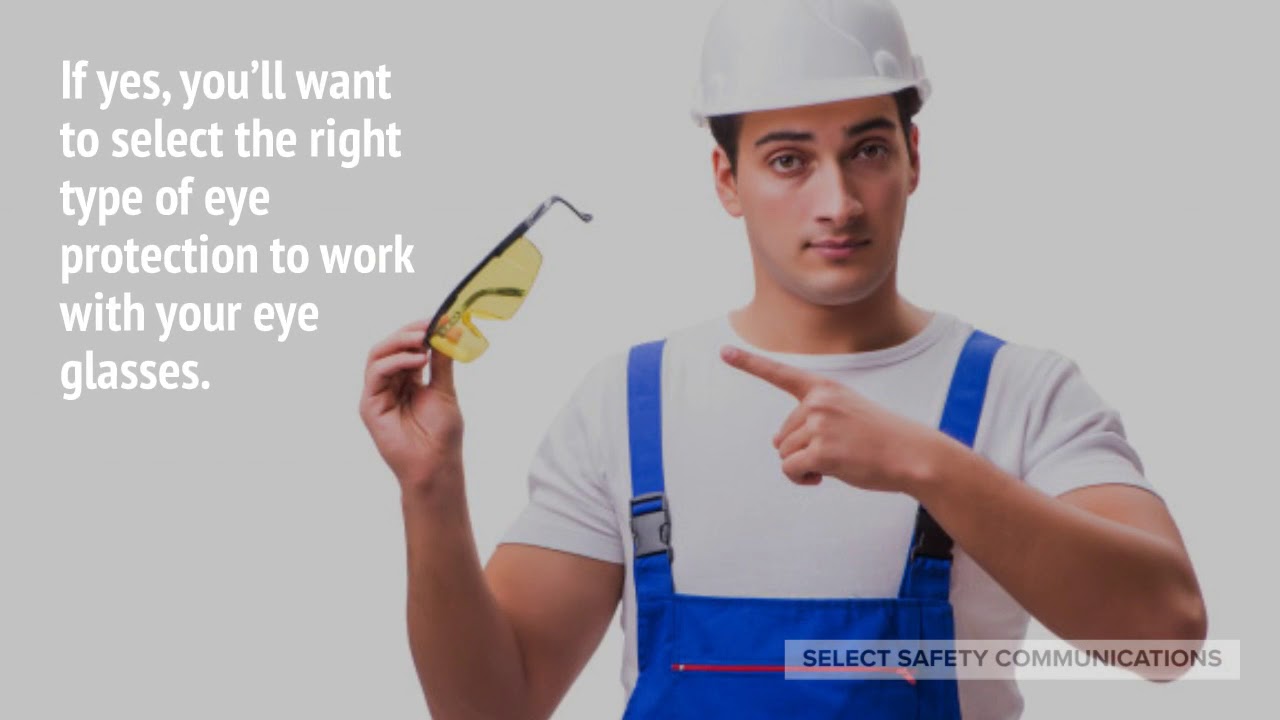 If yes, you’ll want
to select the right
type of eye
protection to work
with your eye
glasses.
SELECT SAFETY COMMUNICATIONS